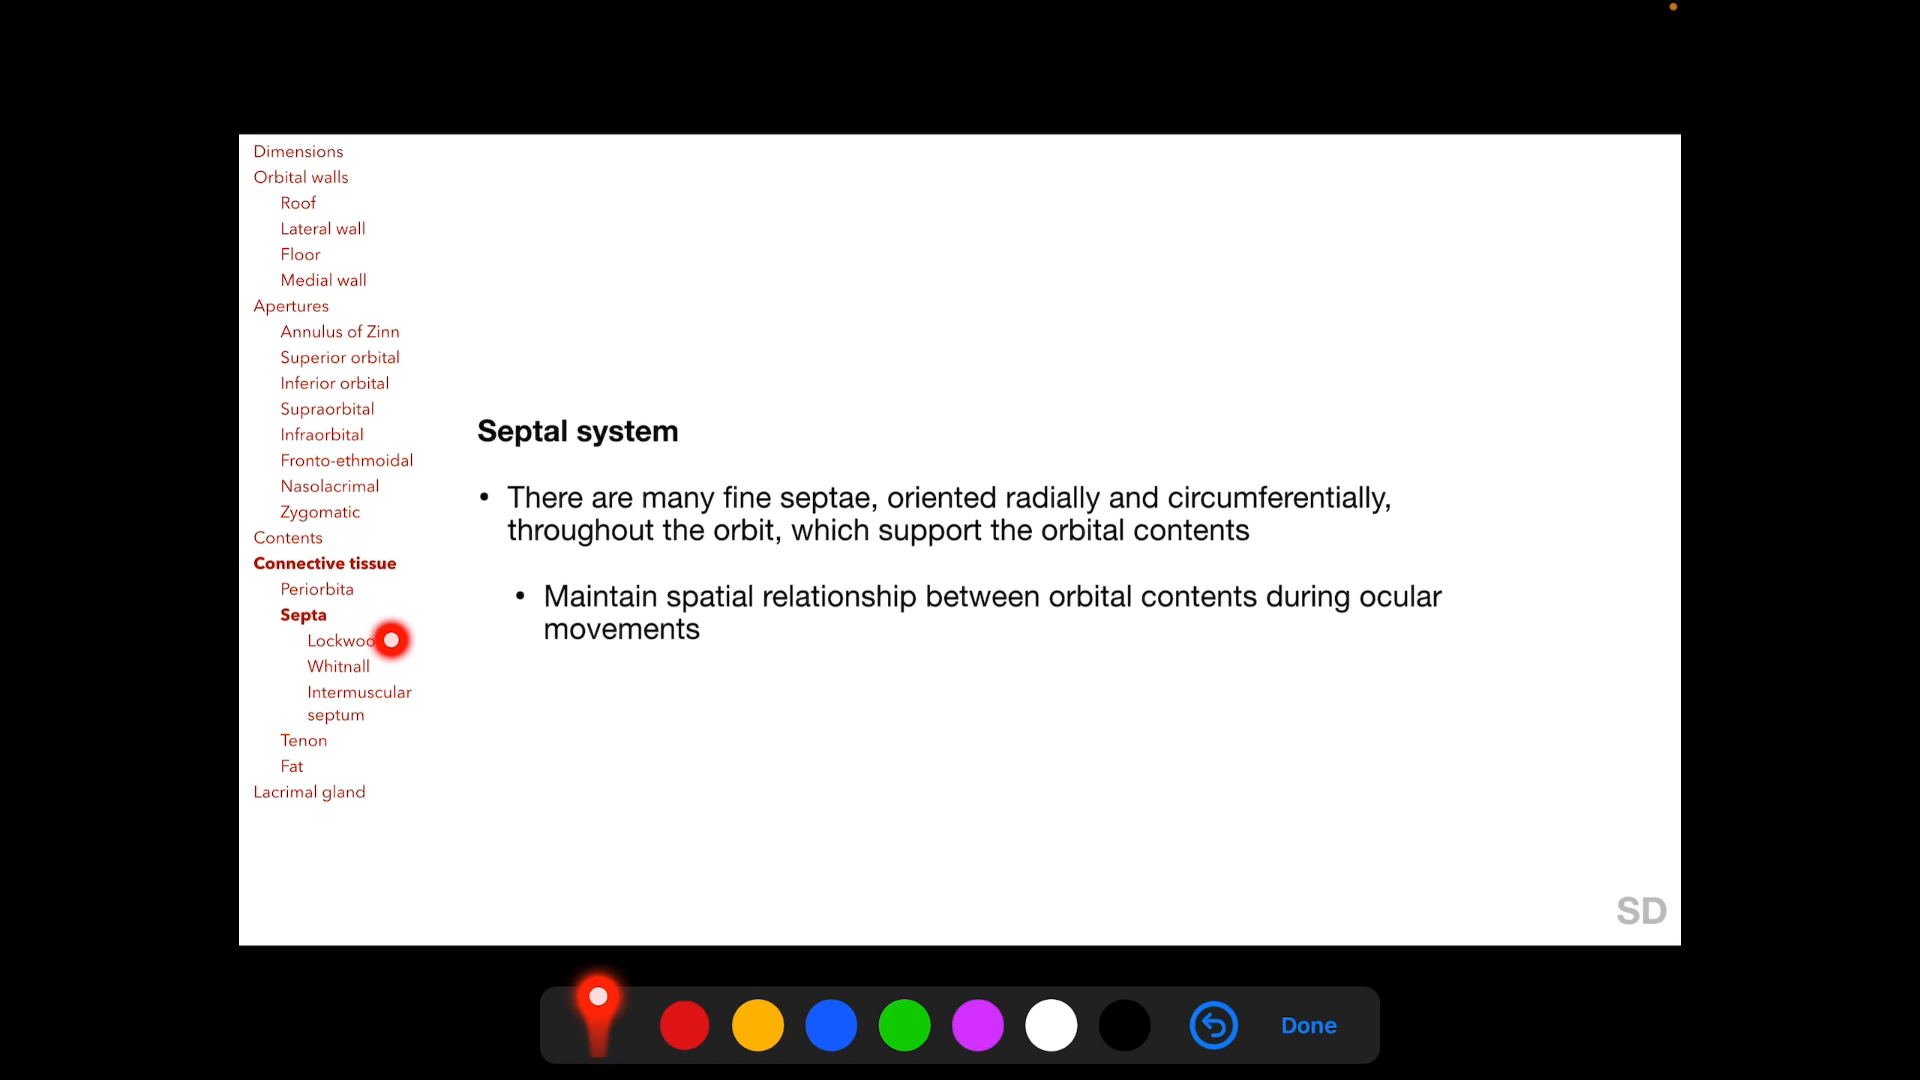 Dimensions
Orbital walls
Roof
Lateral wall
Floor
Medial wall
Apertures
Annulus of Zinn
Superior orbital
Inferior orbital
Supraorbital
Infraorbital
Fronto-ethmoidal
Nasolacrimal
Zygomatic
Contents
Connective tissue
Periorbita
Septa
Lockwoo
Whitnall
Intermuscular
septum
Tenon
Fat
Lacrimal gland
Septal system
• There are many fine septae, oriented radially and circumferentially,
throughout the orbit, which support the orbital contents
• Maintain spatial relationship between orbital contents during ocular
movements
SD
Done